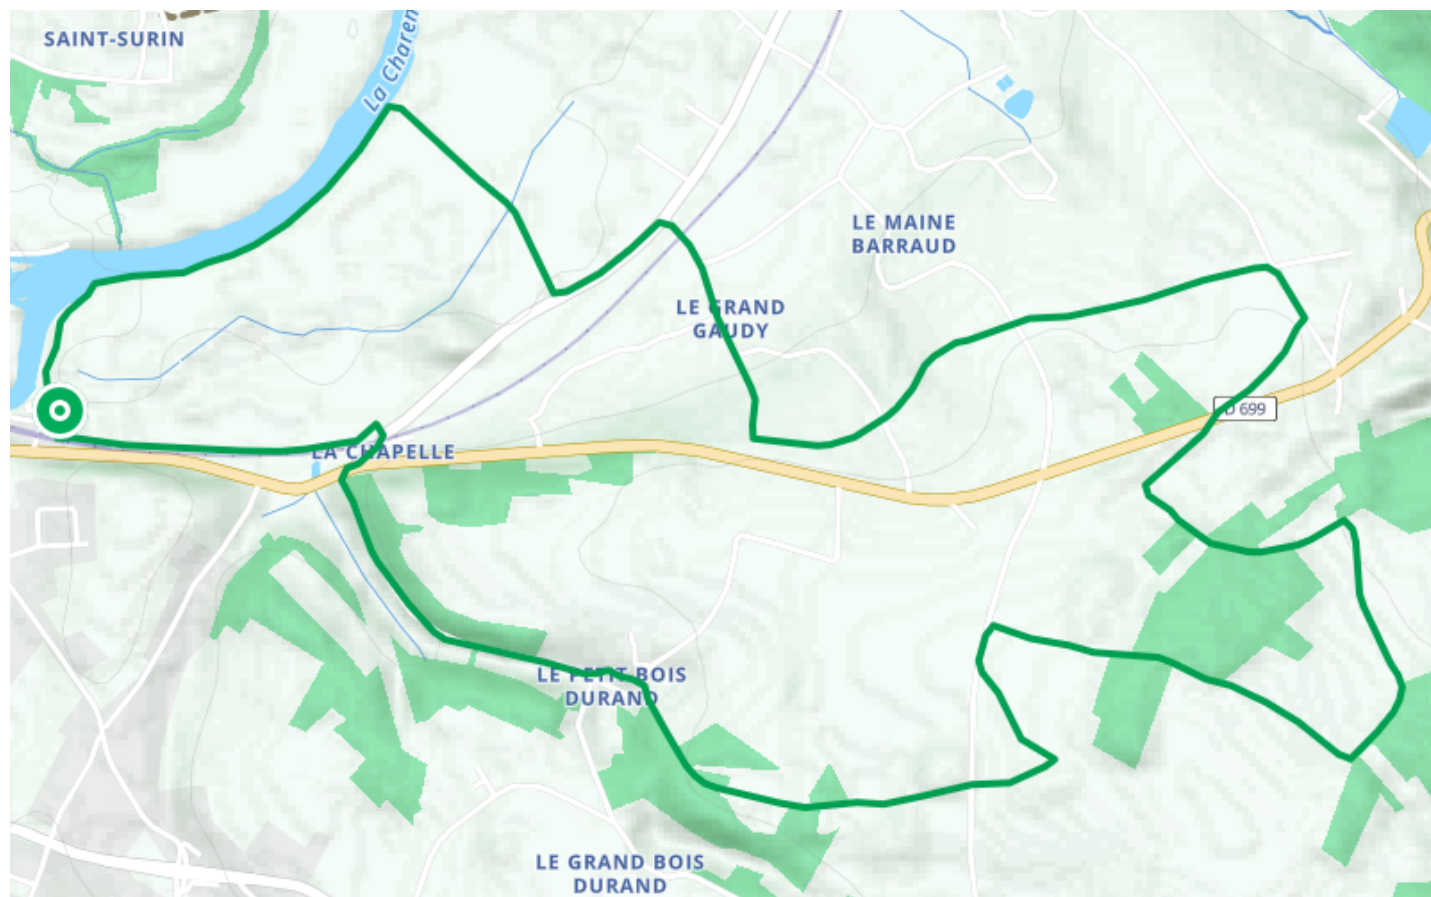 SAINT-SURIN
La Charen
LE MAINE
BARRAUD
LE GRAND
GAUDY
D 699
LA CHAPELLE
LE PETIT BOIS
DURAND
LE GRAND BOIS
DURAND